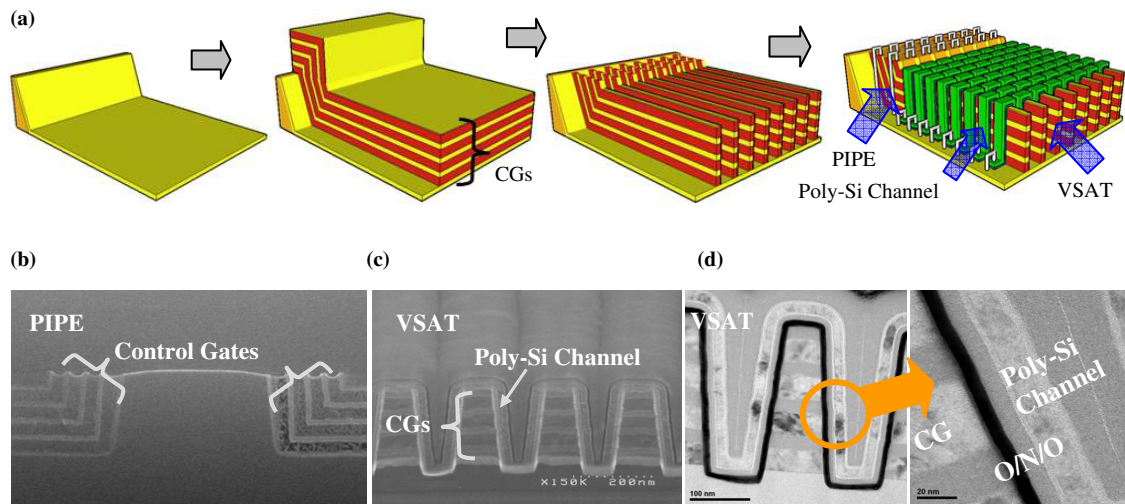 (a)
CGs
PIPE
Poly-Si Channel
VSAT
(b)
(c)
(d)
PIPE
Control Gates
VSAT
Poly-Si Channel
CGs
X150K 200nm
VSAT
100 nm
Poly-Si
Channel
CG
O/N/O
20 nm